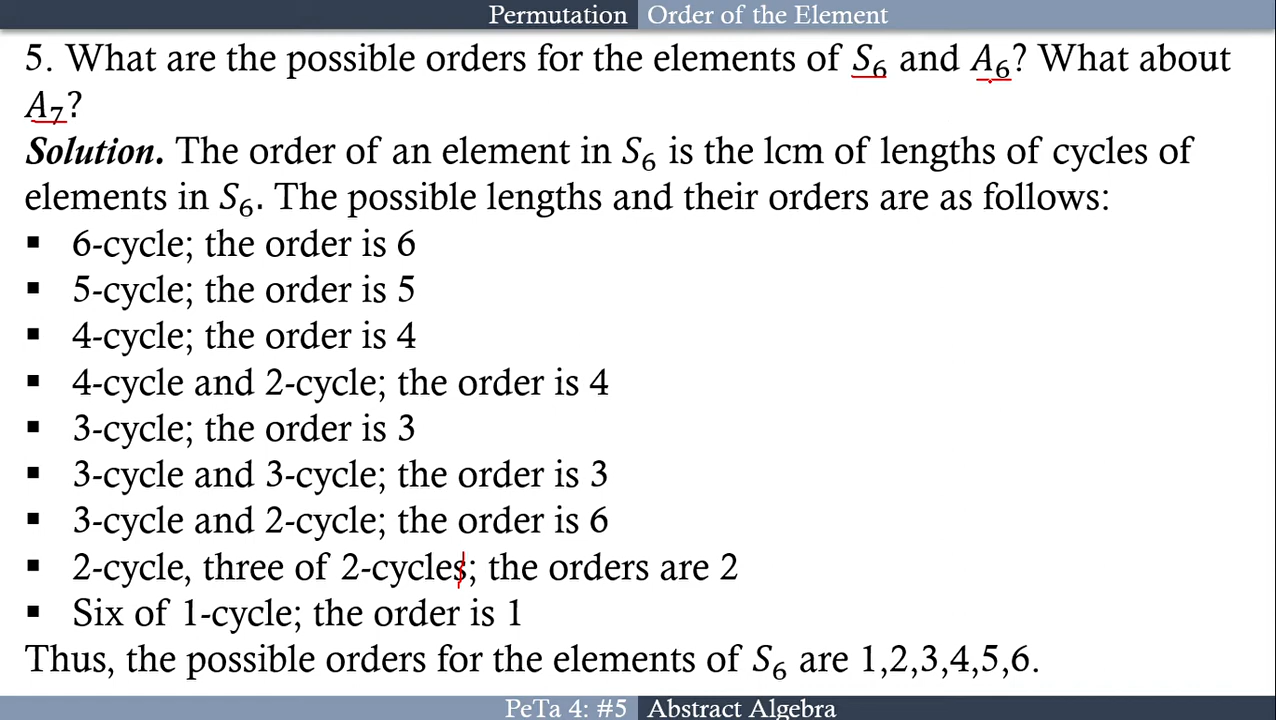 Permutation Order of the Element
5. What are the possible orders for the elements of S₆ and A₆? What about
A₇?
Solution. The order of an element in S₆ is the lcm of lengths of cycles of
elements in S₆. The possible lengths and their orders are as follows:
▪ 6-cycle; the order is 6
▪ 5-cycle; the order is 5
▪ 4-cycle; the order is 4
▪ 4-cycle and 2-cycle; the order is 4
▪ 3-cycle; the order is 3
▪ 3-cycle and 3-cycle; the order is 3
▪ 3-cycle and 2-cycle; the order is 6
▪ 2-cycle, three of 2-cycles; the orders are 2
▪ Six of 1-cycle; the order is 1
Thus, the possible orders for the elements of S₆ are 1,2,3,4,5,6.
PeTa 4: #5 Abstract Algebra